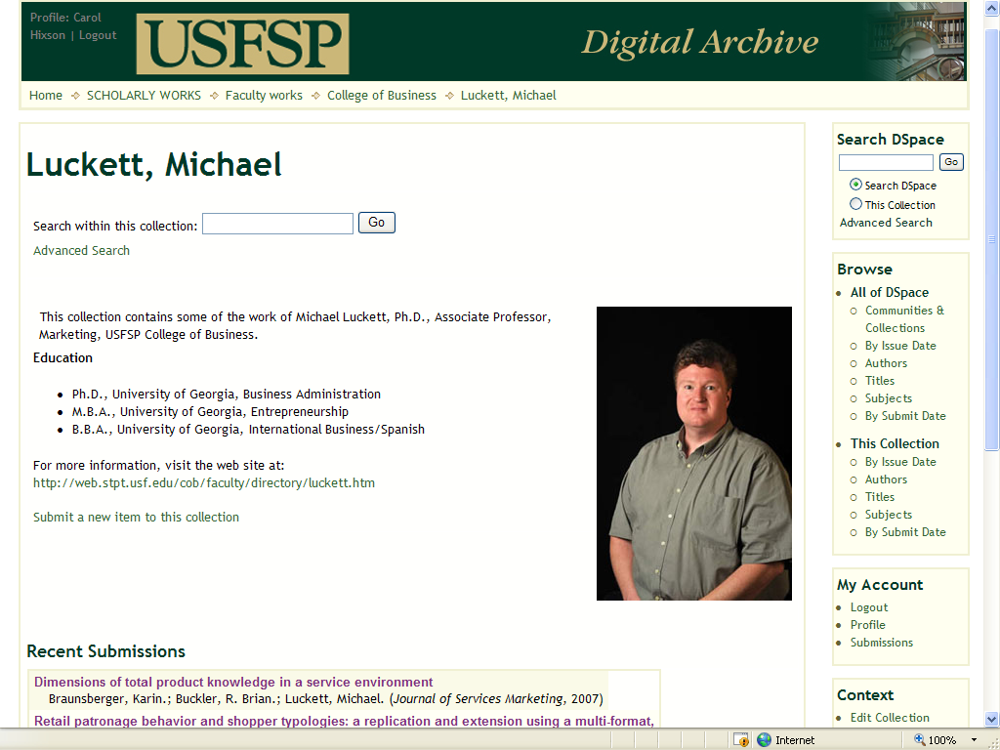 Profile: Carol
Hixson | Logout
USFSP
Digital Archive
Home SCHOLARLY WORKS Faculty works College of Business Luckett, Michael
Luckett, Michael
Search within this collection: Go
Advanced Search
This collection contains some of the work of Michael Luckett, Ph.D., Associate Professor,
Marketing, USFSP College of Business.
Education
Ph.D., University of Georgia, Business Administration
M.B.A., University of Georgia, Entrepreneurship
B.B.A., University of Georgia, International Business/Spanish
For more information, visit the web site at:
http://web.stpt.usf.edu/cob/faculty/directory/luckett.htm
Submit a new item to this collection
Recent Submissions
Dimensions of total product knowledge in a service environment
Braunsberger, Karin.; Buckler, R. Brian.; Luckett, Michael. (Journal of Services Marketing, 2007)
Retail patronage behavior and shopper typologies: a replication and extension using a multi-format,
Search DSpace
Go
Search DSpace
This Collection
Advanced Search
Browse
All of DSpace
Communities &
Collections
By Issue Date
Authors
Titles
Subjects
By Submit Date
This Collection
By Issue Date
Authors
Titles
Subjects
By Submit Date
My Account
Logout
Profile
Submissions
Context
Edit Collection
Internet
100%